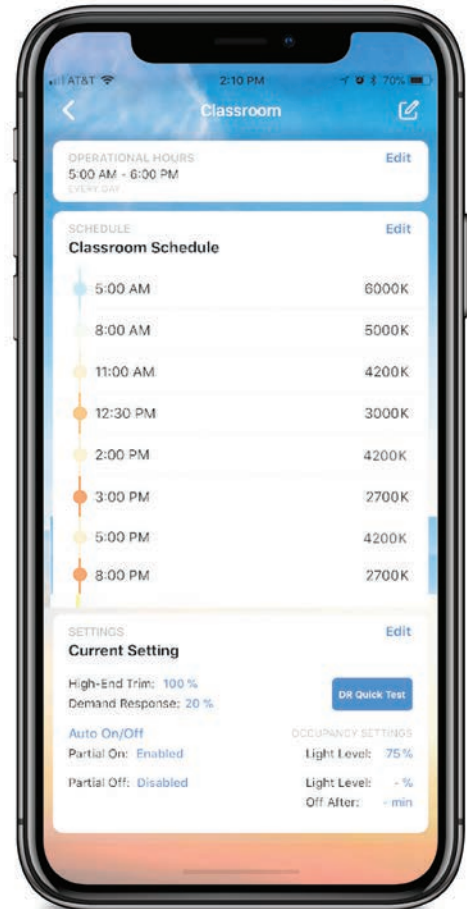 AT&T 2:10 PM 70%
Classroom
OPERATIONAL HOURS Edit
5:00 AM - 6:00 PM
EVERY DAY
SCHEDULE Edit
Classroom Schedule
5:00 AM 6000K
8:00 AM 5000K
11:00 AM 4200K
12:30 PM 3000K
2:00 PM 4200K
3:00 PM 2700K
5:00 PM 4200K
8:00 PM 2700K
SETTINGS Edit
Current Setting
High-End Trim: 100 %
Demand Response: 20 %
DR Quick Test
Auto On/Off OCCUPANCY SETTINGS
Partial On: Enabled Light Level: 75 %
Partial Off: Disabled Light Level: - %
Off After: - min